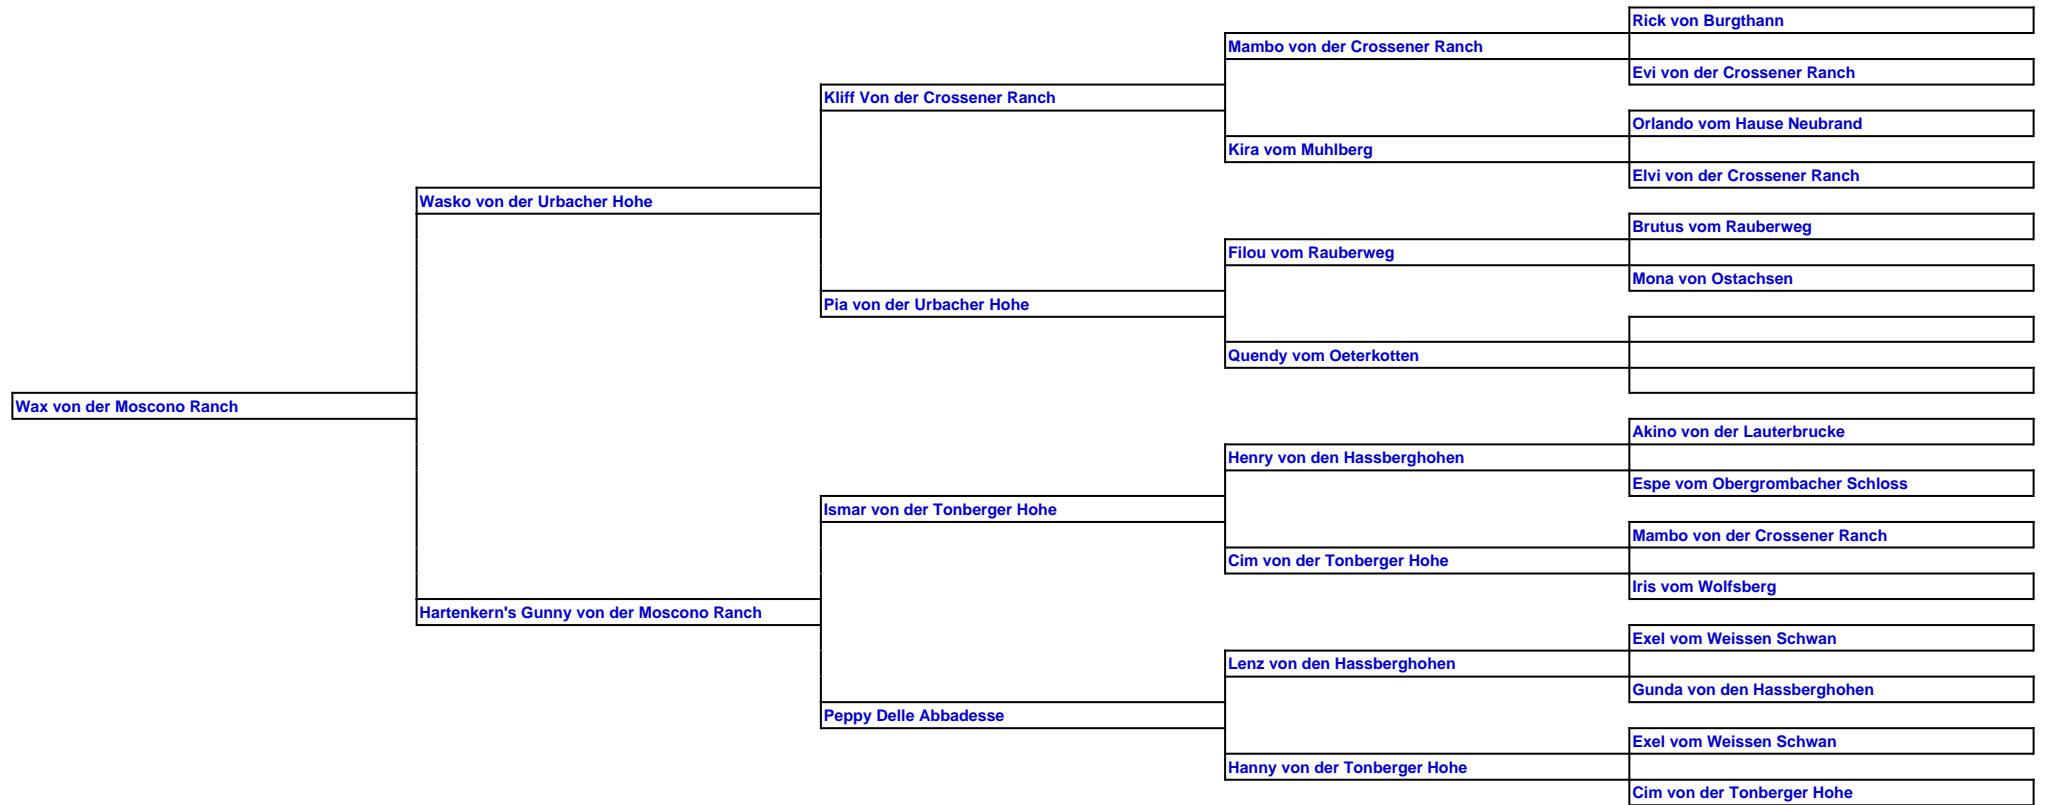 Rick von Burgthann
Mambo von der Crossener Ranch
Evi von der Crossener Ranch
Kliff Von der Crossener Ranch
Orlando vom Hause Neubrand
Kira vom Muhlberg
Elvi von der Crossener Ranch
Wasko von der Urbacher Hohe
Brutus vom Rauberweg
Filou vom Rauberweg
Mona von Ostachsen
Pia von der Urbacher Hohe
Quendy vom Oeterkotten
Wax von der Moscono Ranch
Akino von der Lauterbrucke
Henry von den Hassberghohen
Espe vom Obergrombacher Schloss
Ismar von der Tonberger Hohe
Mambo von der Crossener Ranch
Cim von der Tonberger Hohe
Iris vom Wolfsberg
Hartenkern's Gunny von der Moscono Ranch
Exel vom Weissen Schwan
Lenz von den Hassberghohen
Gunda von den Hassberghohen
Peppy Delle Abbadesse
Exel vom Weissen Schwan
Hanny von der Tonberger Hohe
Cim von der Tonberger Hohe